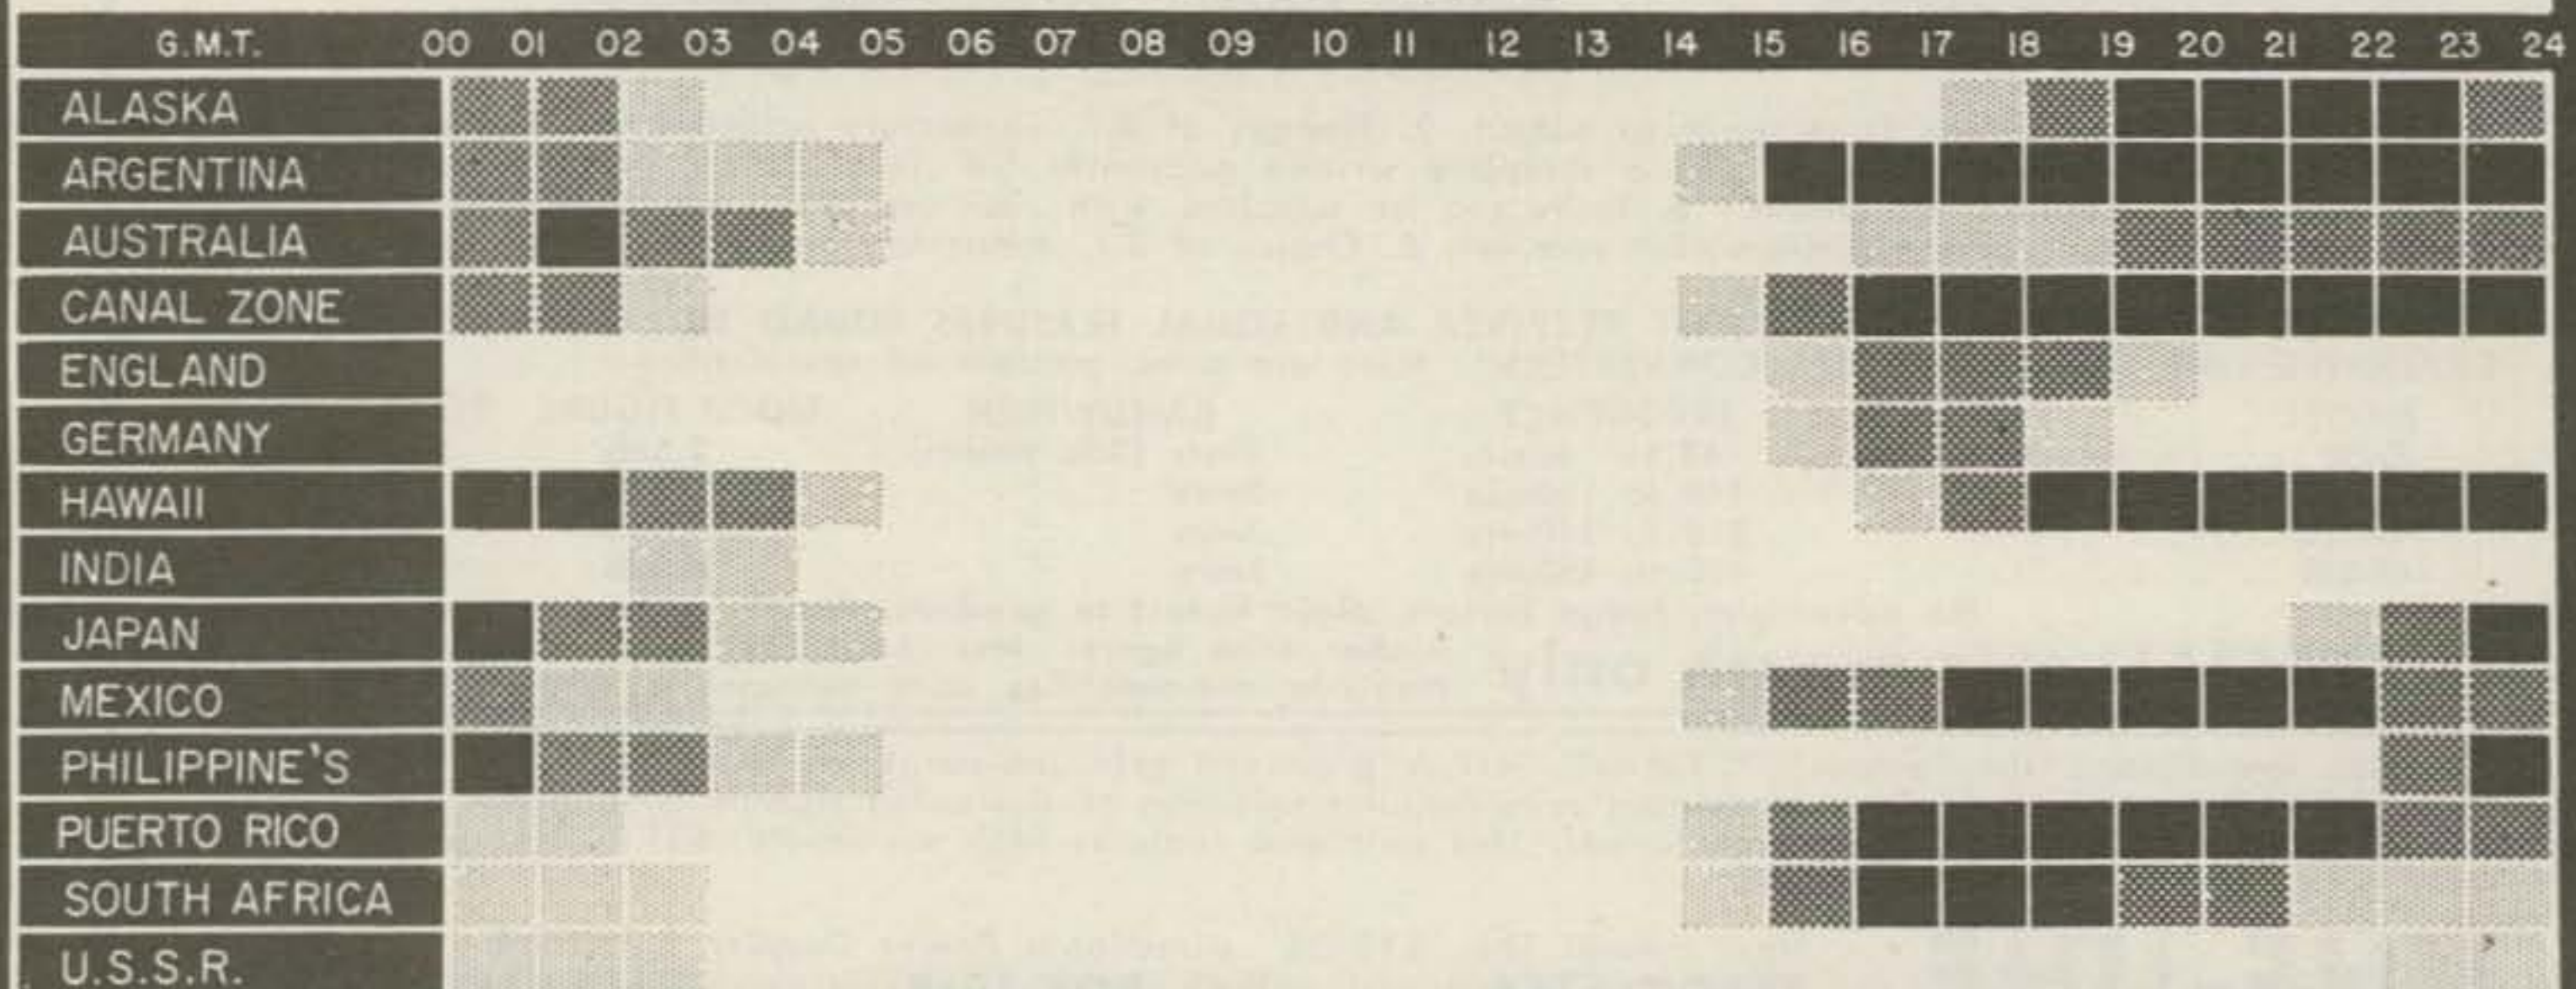 G.M.T. 00 01 02 03 04 05 06 07 08 09 10 11 12 13 14 15 16 17 18 19 20 21 22 23 24
ALASKA
ARGENTINA
AUSTRALIA
CANAL ZONE
ENGLAND
GERMANY
HAWAII
INDIA
JAPAN
MEXICO
PHILIPPINE'S
PUERTO RICO
SOUTH AFRICA
U.S.S.R.